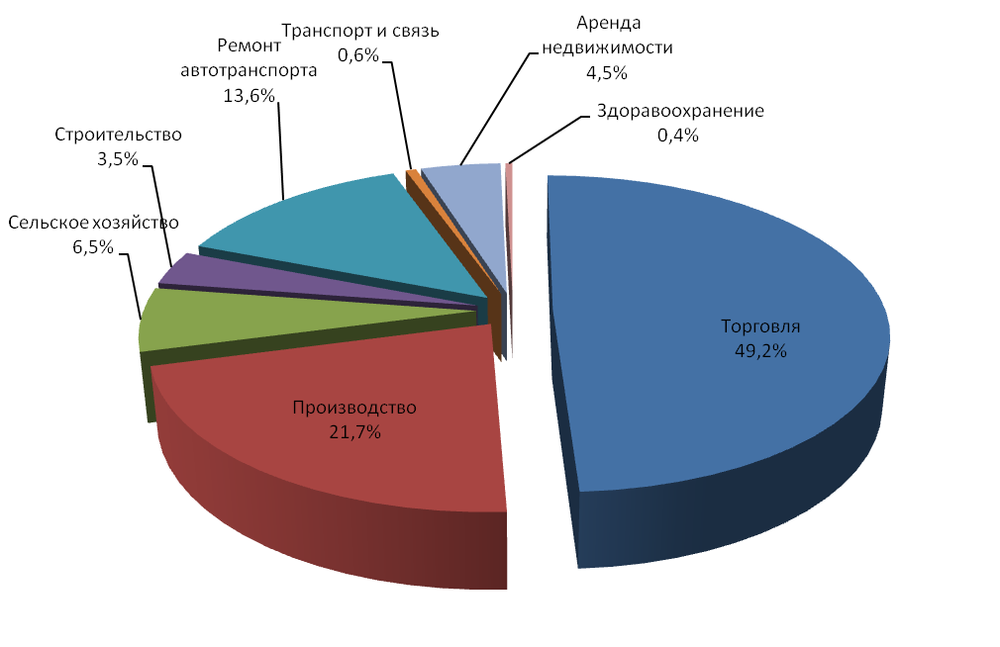 Транспорт и связь
0,6%
Ремонт
автотранспорта
13,6%
Аренда
недвижимости
4,5%
Здоравоохранение
0,4%
Строительство
3,5%
Сельское хозяйство
6,5%
Торговля
49,2%
Производство
21,7%